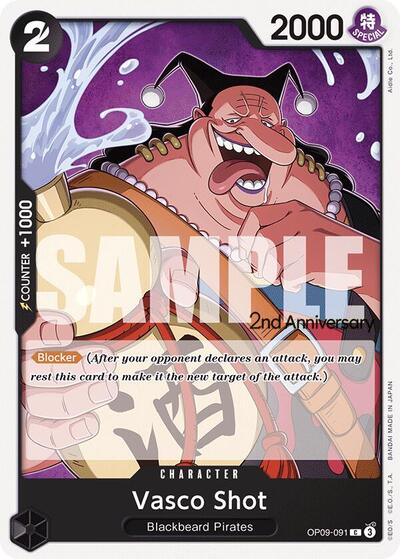 2
2000
特
SPECIAL
Aidle Co., Ltd.
COUNTER +1000
SAMPLE
2nd Anniversary
Blocker (After your opponent declares an attack, you may
rest this card to make it the new target of the attack.)
酒
CHARACTER
Vasco Shot
Blackbeard Pirates
OP09-091 C 3
©E.O./S. ©E.O./S., T.A. BANDAI MADE IN JAPAN